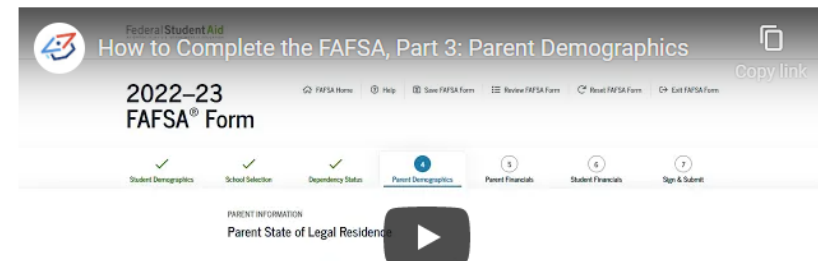 Federal Student Aid
How to Complete the FAFSA, Part 3: Parent Demographics
Copy link
2022–23
FAFSA® Form
FAFSA Home Help Save FAFSA Form Review FAFSA Form Reset FAFSA Form Exit FAFSA Form
4 5 6 7
Student Demographics School Selection Dependency Status Parent Demographics Parent Financials Student Financials Sign & Submit
PARENT INFORMATION
Parent State of Legal Residence